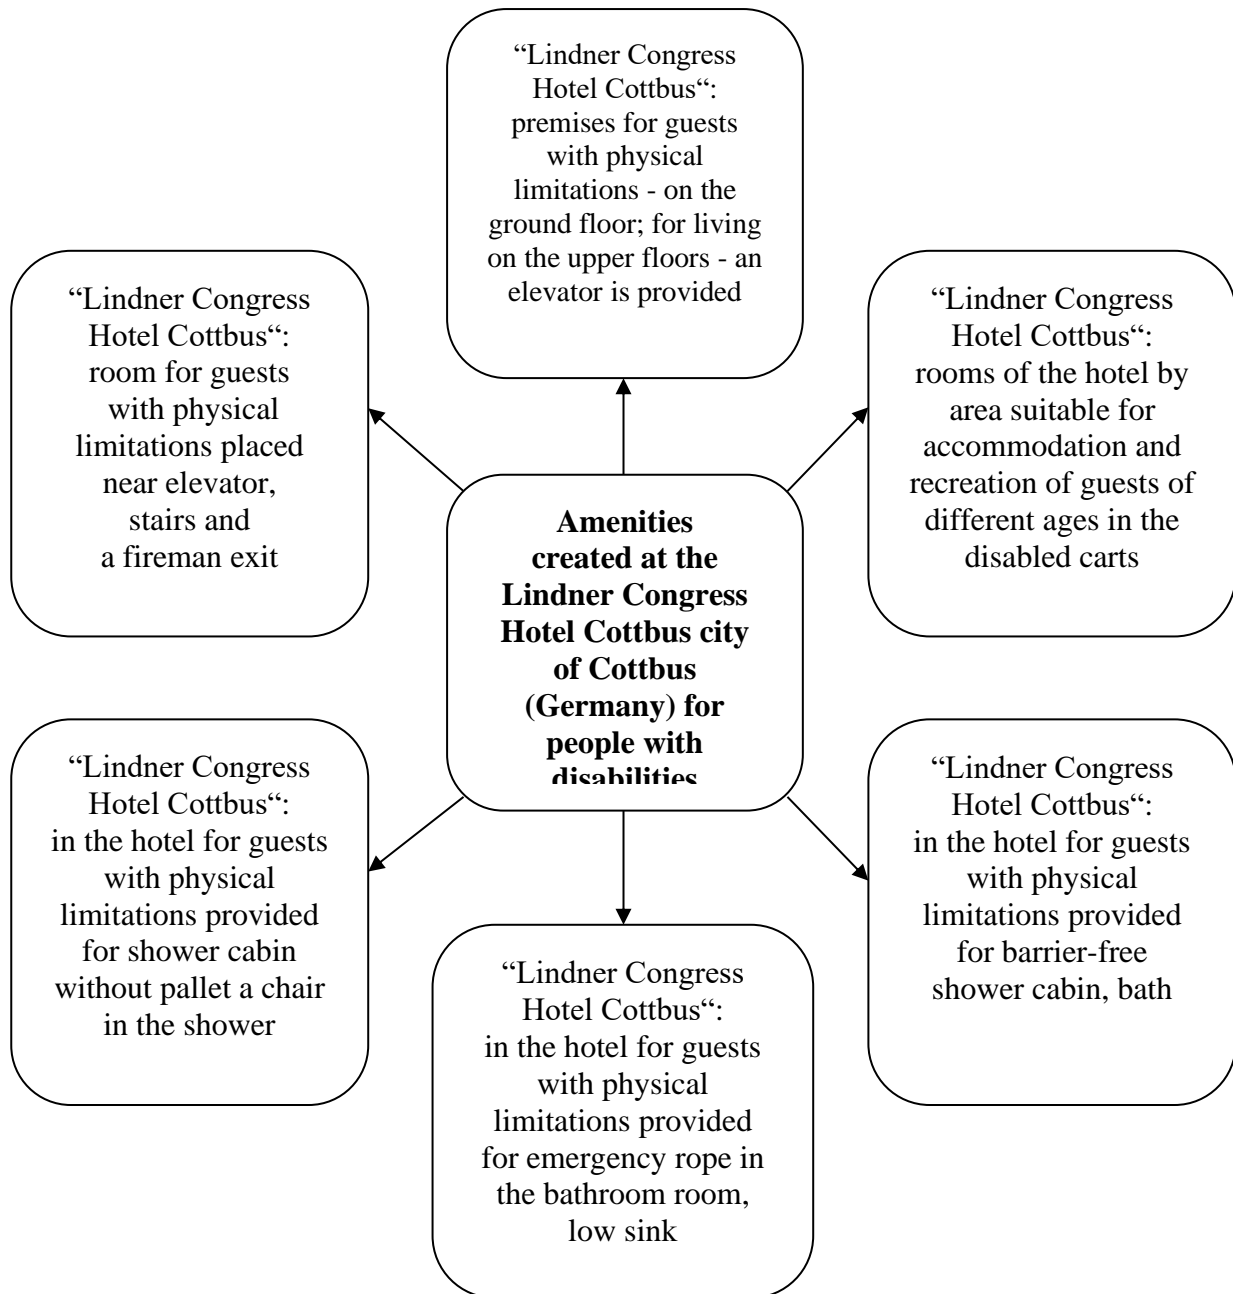 “Lindner Congress
Hotel Cottbus“:
premises for guests
with physical
limitations - on the
ground floor; for living
on the upper floors - an
elevator is provided
“Lindner Congress
Hotel Cottbus“:
room for guests
with physical
limitations placed
near elevator,
stairs and
a fireman exit
“Lindner Congress
Hotel Cottbus“:
rooms of the hotel by
area suitable for
accommodation and
recreation of guests of
different ages in the
disabled carts
Amenities
created at the
Lindner Congress
Hotel Cottbus city
of Cottbus
(Germany) for
people with
disabilities
“Lindner Congress
Hotel Cottbus“:
in the hotel for guests
with physical
limitations provided
for shower cabin
without pallet a chair
in the shower
“Lindner Congress
Hotel Cottbus“:
in the hotel for guests
with physical
limitations provided
for emergency rope in
the bathroom room,
low sink
“Lindner Congress
Hotel Cottbus“:
in the hotel for guests
with physical
limitations provided
for barrier-free
shower cabin, bath